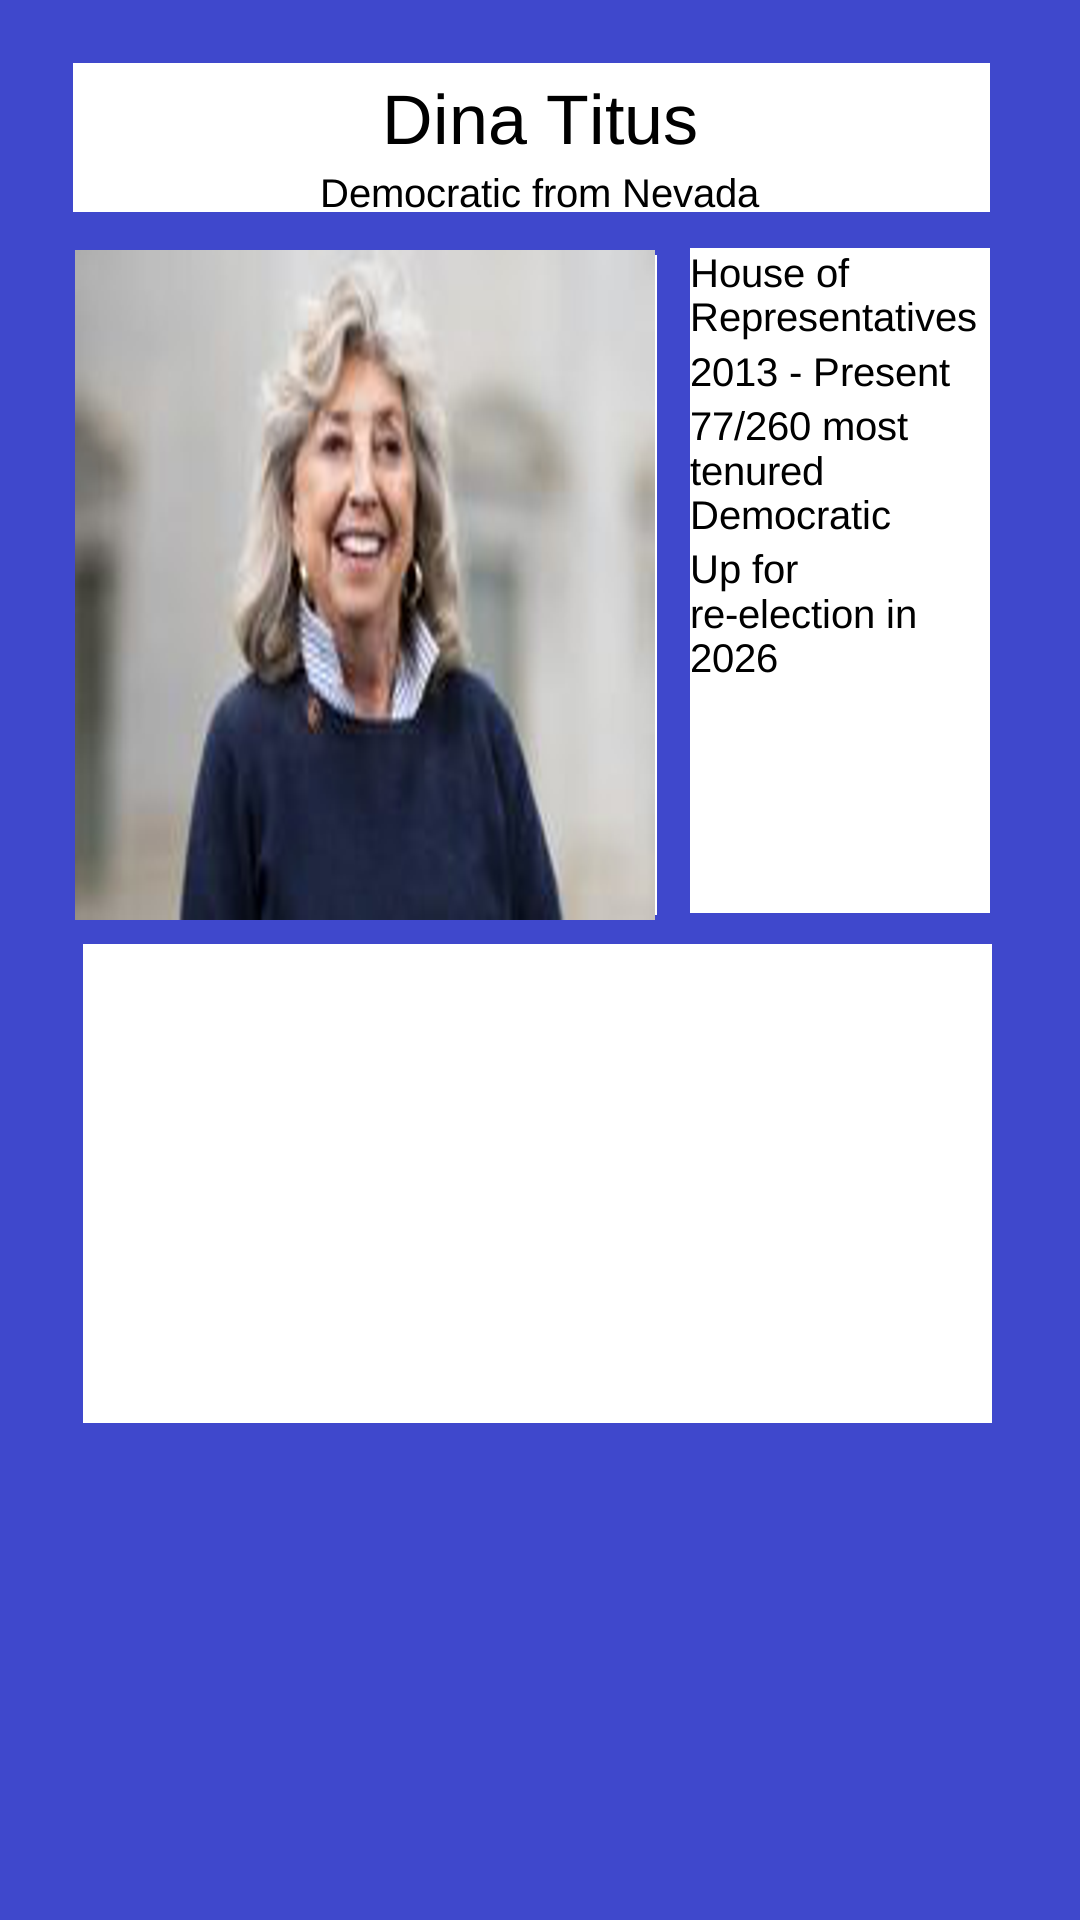 Dina Titus
Democratic from Nevada
House of
Representatives
2013 - Present
77/260 most
tenured
Democratic
Up for
re-election in
2026